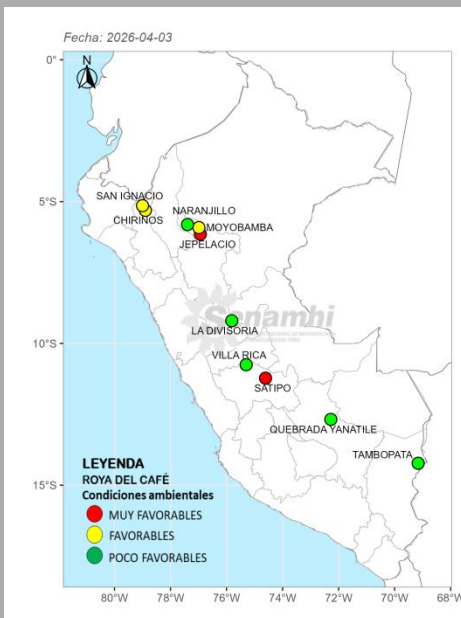 Fecha: 2026-04-03
N
0°
SAN IGNACIO
5°S
NARANJILLO
CHIRINOS
MOYOBAMBA
JEPELACIO
Senamhi
LA DIVISORIA
10°S
VILLA RICA
SATIPO
QUEBRADA YANATILE
TAMBOPATA
LEYENDA
ROYA DEL CAFÉ
15°S
Condiciones ambientales
MUY FAVORABLES
FAVORABLES
POCO FAVORABLES
80°W 78°W 76°W 74°W 72°W 70°W 68°W